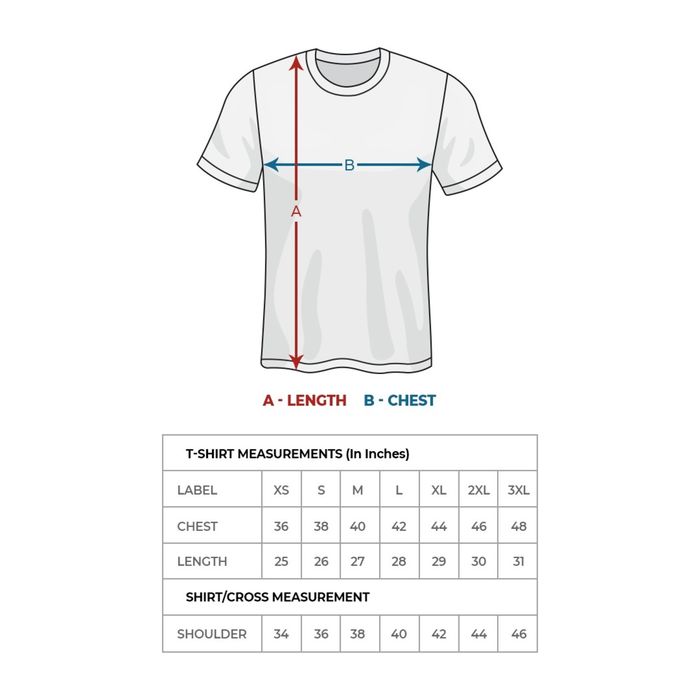 B
A
A - LENGTH B - CHEST
T-SHIRT MEASUREMENTS (In Inches)
LABEL XS S M L XL 2XL 3XL
CHEST 36 38 40 42 44 46 48
LENGTH 25 26 27 28 29 30 31
SHIRT/CROSS MEASUREMENT
SHOULDER 34 36 38 40 42 44 46